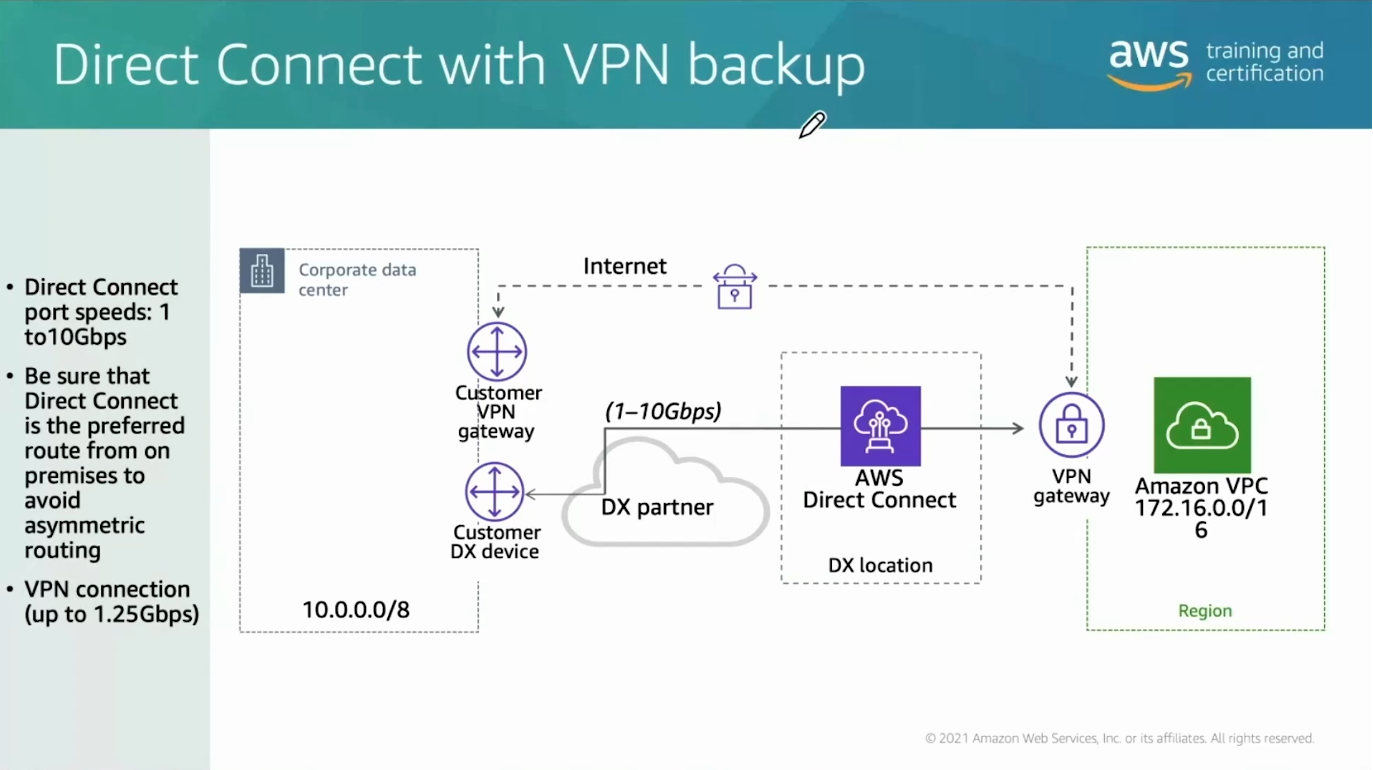 Direct Connect with VPN backup
aws training and
certification
• Direct Connect
port speeds: 1
to10Gbps
• Be sure that
Direct Connect
is the preferred
route from on
premises to
avoid
asymmetric
routing
• VPN connection
(up to 1.25Gbps)
Corporate data
center
Internet
Customer
VPN
gateway
(1–10Gbps)
Customer
DX device
DX partner
AWS
Direct Connect
DX location
VPN
gateway
Amazon VPC
172.16.0.0/1
6
10.0.0.0/8
Region
© 2021 Amazon Web Services, Inc. or its affiliates. All rights reserved.